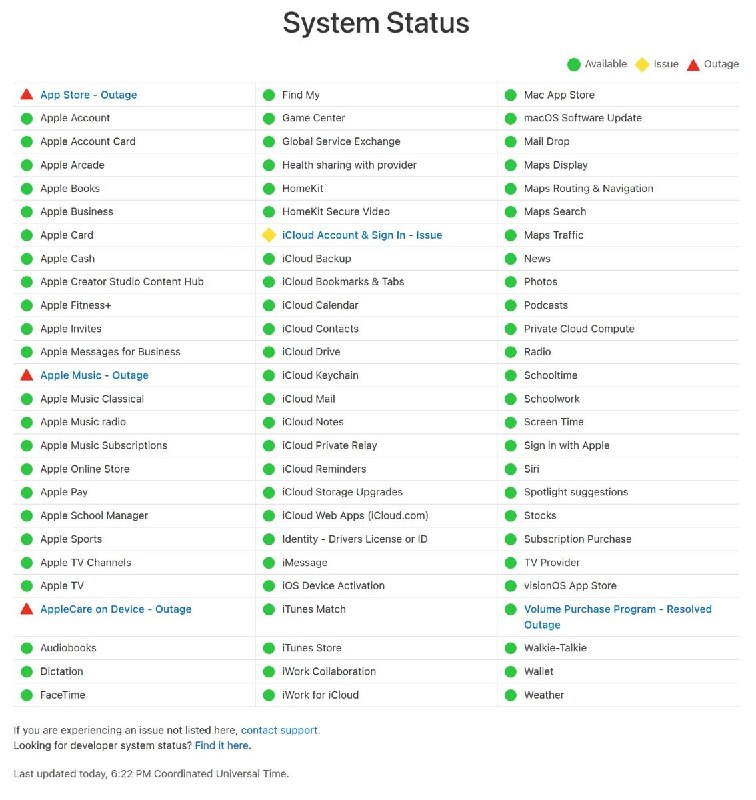 System Status
Available Issue Outage
App Store - Outage
Apple Account
Apple Account Card
Apple Arcade
Apple Books
Apple Business
Apple Card
Apple Cash
Apple Creator Studio Content Hub
Apple Fitness+
Apple Invites
Apple Messages for Business
Apple Music - Outage
Apple Music Classical
Apple Music radio
Apple Music Subscriptions
Apple Online Store
Apple Pay
Apple School Manager
Apple Sports
Apple TV Channels
Apple TV
AppleCare on Device - Outage
Audiobooks
Dictation
FaceTime
Find My
Game Center
Global Service Exchange
Health sharing with provider
HomeKit
HomeKit Secure Video
iCloud Account & Sign In - Issue
iCloud Backup
iCloud Bookmarks & Tabs
iCloud Calendar
iCloud Contacts
iCloud Drive
iCloud Keychain
iCloud Mail
iCloud Notes
iCloud Private Relay
iCloud Reminders
iCloud Storage Upgrades
iCloud Web Apps (iCloud.com)
Identity - Drivers License or ID
iMessage
iOS Device Activation
iTunes Match
iTunes Store
iWork Collaboration
iWork for iCloud
Mac App Store
macOS Software Update
Mail Drop
Maps Display
Maps Routing & Navigation
Maps Search
Maps Traffic
News
Photos
Podcasts
Private Cloud Compute
Radio
Schooltime
Schoolwork
Screen Time
Sign in with Apple
Siri
Spotlight suggestions
Stocks
Subscription Purchase
TV Provider
visionOS App Store
Volume Purchase Program - Resolved
Outage
Walkie-Talkie
Wallet
Weather
If you are experiencing an issue not listed here, contact support.
Looking for developer system status? Find it here.
Last updated today, 6:22 PM Coordinated Universal Time.